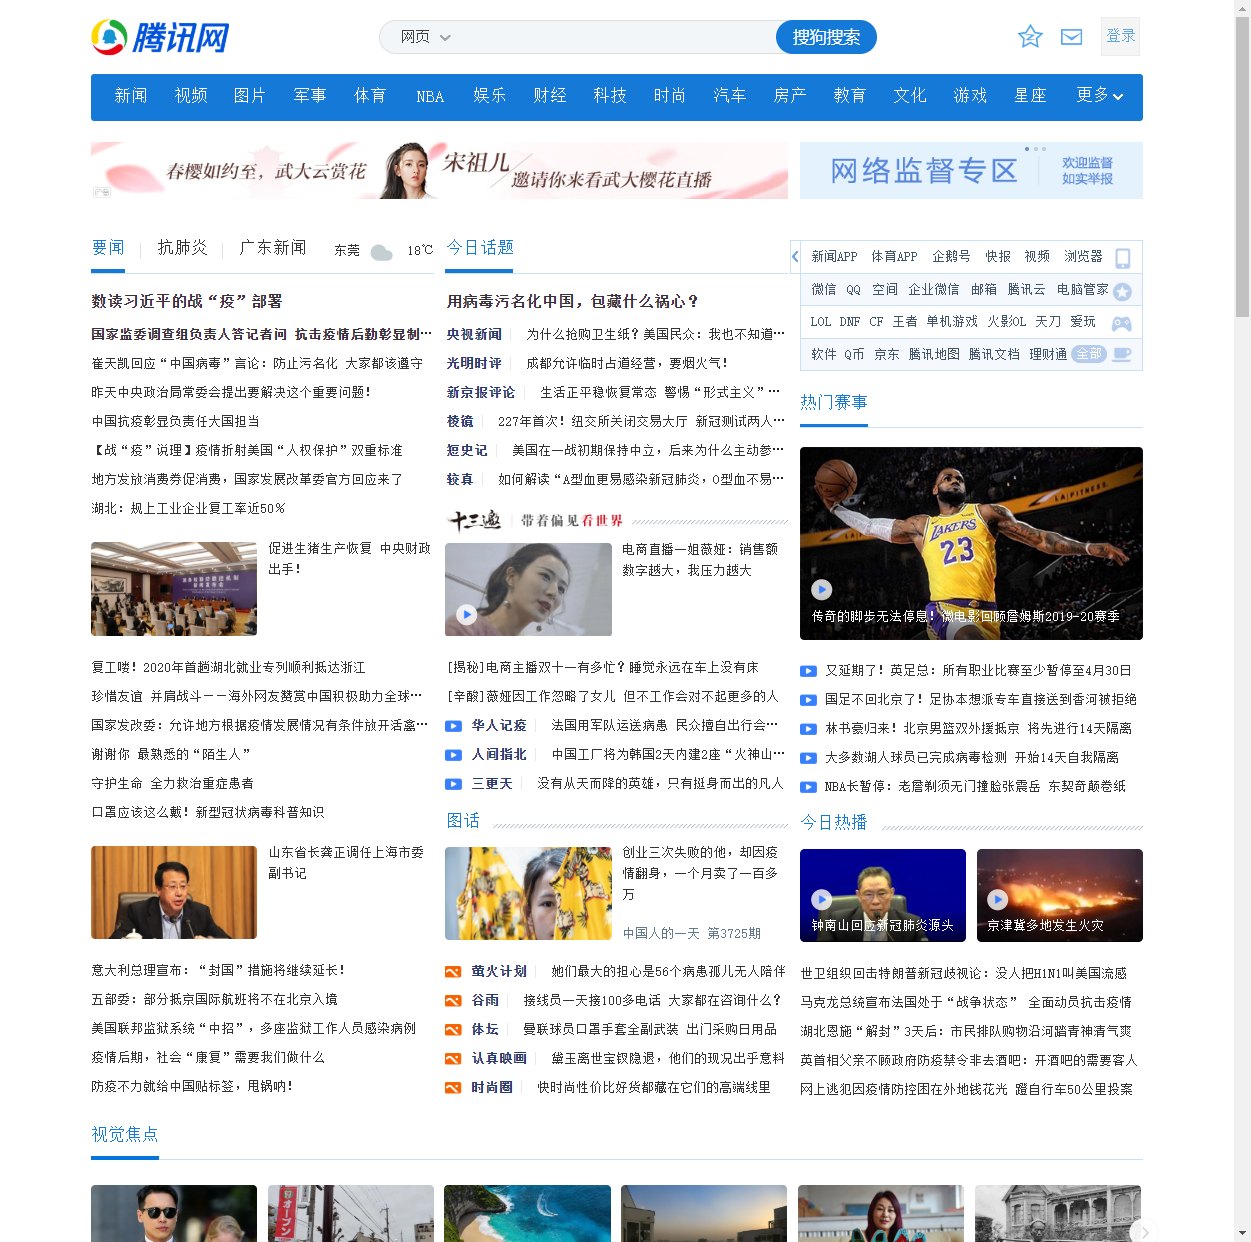 腾讯网
网页
搜狗搜索
登录
新闻 视频 图片 军事 体育 NBA 娱乐 财经 科技 时尚 汽车 房产 教育 文化 游戏 星座 更多
春樱如约至，武大云赏花
宋祖儿
邀请你来看武大樱花直播
网络监督专区
欢迎监督
如实举报
要闻 抗肺炎 广东新闻 东莞 18℃
数读习近平的战“疫”部署
国家监委调查组负责人答记者问 抗击疫情后勤彰显制…
崔天凯回应“中国病毒”言论：防止污名化 大家都该遵守
昨天中央政治局常委会提出要解决这个重要问题！
中国抗疫彰显负责任大国担当
【战“疫”说理】疫情折射美国“人权保护”双重标准
地方发放消费券促消费，国家发展改革委官方回应来了
湖北：规上工业企业复工率近50%
促进生猪生产恢复 中央财政
出手！
复工喽！2020年首趟湖北就业专列顺利抵达浙江
珍惜友谊 并肩战斗－－海外网友赞赏中国积极助力全球…
国家发改委：允许地方根据疫情发展情况有条件放开活禽…
谢谢你 最熟悉的“陌生人”
守护生命 全力救治重症患者
口罩应该这么戴！新型冠状病毒科普知识
山东省长龚正调任上海市委
副书记
意大利总理宣布：“封国”措施将继续延长！
五部委：部分抵京国际航班将不在北京入境
美国联邦监狱系统“中招”，多座监狱工作人员感染病例
疫情后期，社会“康复”需要我们做什么
防疫不力就给中国贴标签，甩锅哟！
今日话题
用病毒污名化中国，包藏什么祸心？
央视新闻 为什么抢购卫生纸？美国民众：我也不知道…
光明时评 成都允许临时占道经营，要烟火气！
新京报评论 生活正平稳恢复常态 警惕“形式主义”…
棱镜 227年首次！纽交所关闭交易大厅 新冠测试两人…
短史记 美国在一战初期保持中立，后来为什么主动参…
较真 如何解读“A型血更易感染新冠肺炎，O型血不易…
十三邀 带着偏见看世界
电商直播一姐薇娅：销售额
数字越大，我压力越大
[揭秘]电商主播双十一有多忙？睡觉永远在车上没有床
[辛酸]薇娅因工作忽略了女儿 但不工作会对不起更多的人
华人记疫 法国用军队运送病患 民众擅自出行会…
人间指北 中国工厂将为韩国2天内建2座“火神山…
三更天 没有从天而降的英雄，只有挺身而出的凡人
图话
创业三次失败的他，却因疫
情翻身，一个月卖了一百多
万
中国人的一天 第3725期
萤火计划 她们最大的担心是56个病患孤儿无人陪伴
谷雨 接线员一天接100多电话 大家都在咨询什么？
体坛 曼联球员口罩手套全副武装 出门采购日用品
认真映画 黛玉离世宝钗隐退，他们的现况出乎意料
时尚圈 快时尚性价比好货都藏在它们的高端线里
新闻APP 体育APP 企鹅号 快报 视频 浏览器
微信 QQ 空间 企业微信 邮箱 腾讯云 电脑管家
LOL DNF CF 王者 单机游戏 火影OL 天刀 爱玩
软件 Q币 京东 腾讯地图 腾讯文档 理财通 全部
热门赛事
LAKERS
23
LA FITNESS
传奇的脚步无法停息！微电影回顾詹姆斯2019-20赛季
又延期了！英足总：所有职业比赛至少暂停至4月30日
国足不回北京了！足协本想派专车直接送到香河被拒绝
林书豪归来！北京男篮双外援抵京 将先进行14天隔离
大多数湖人球员已完成病毒检测 开始14天自我隔离
NBA长暂停：老詹剃须无门撞脸张震岳 东契奇颠卷纸
今日热播
钟南山回应新冠肺炎源头
京津冀多地发生火灾
世卫组织回击特朗普新冠歧视论：没人把H1N1叫美国流感
马克龙总统宣布法国处于“战争状态” 全面动员抗击疫情
湖北恩施“解封”3天后：市民排队购物沿河踏青神清气爽
英首相父亲不顾政府防疫禁令非去酒吧：开酒吧的需要客人
网上逃犯因疫情防控困在外地钱花光 蹬自行车50公里投案
视觉焦点
オープン